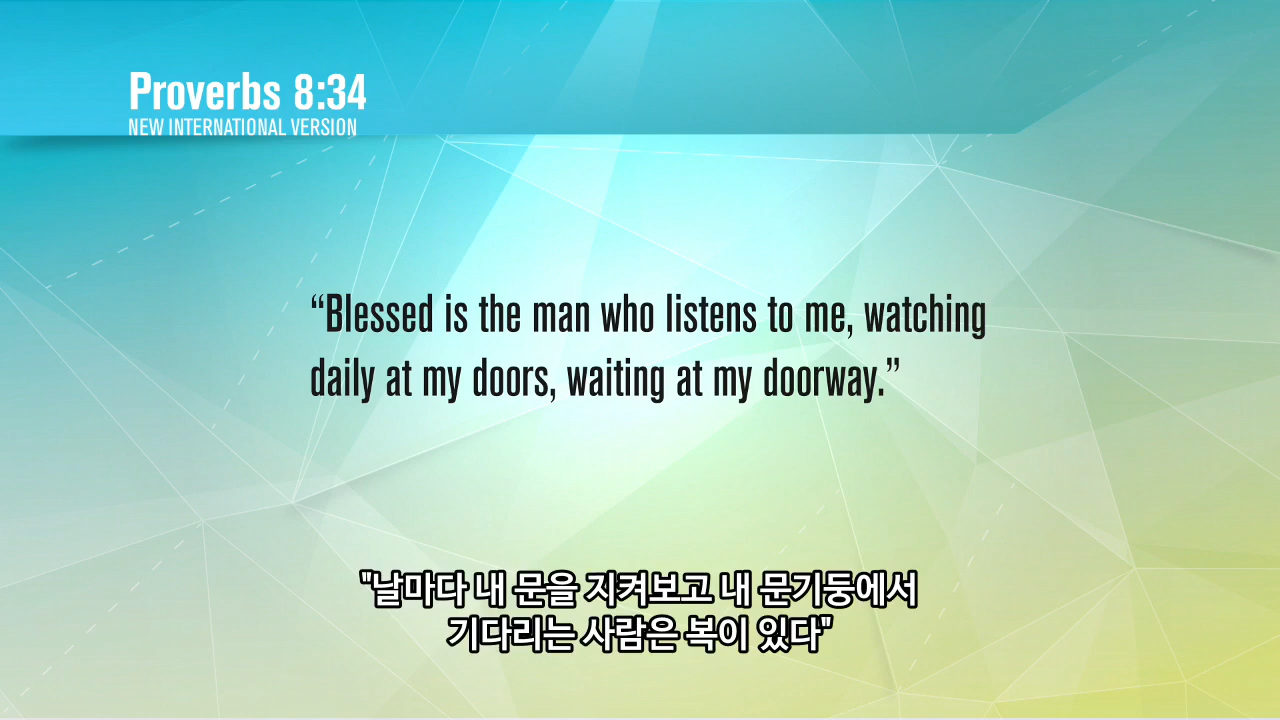 Proverbs 8:34
NEW INTERNATIONAL VERSION
“Blessed is the man who listens to me, watching
daily at my doors, waiting at my doorway.”
"날마다 내 문을 지켜보고 내 문기둥에서
기다리는 사람은 복이 있다"